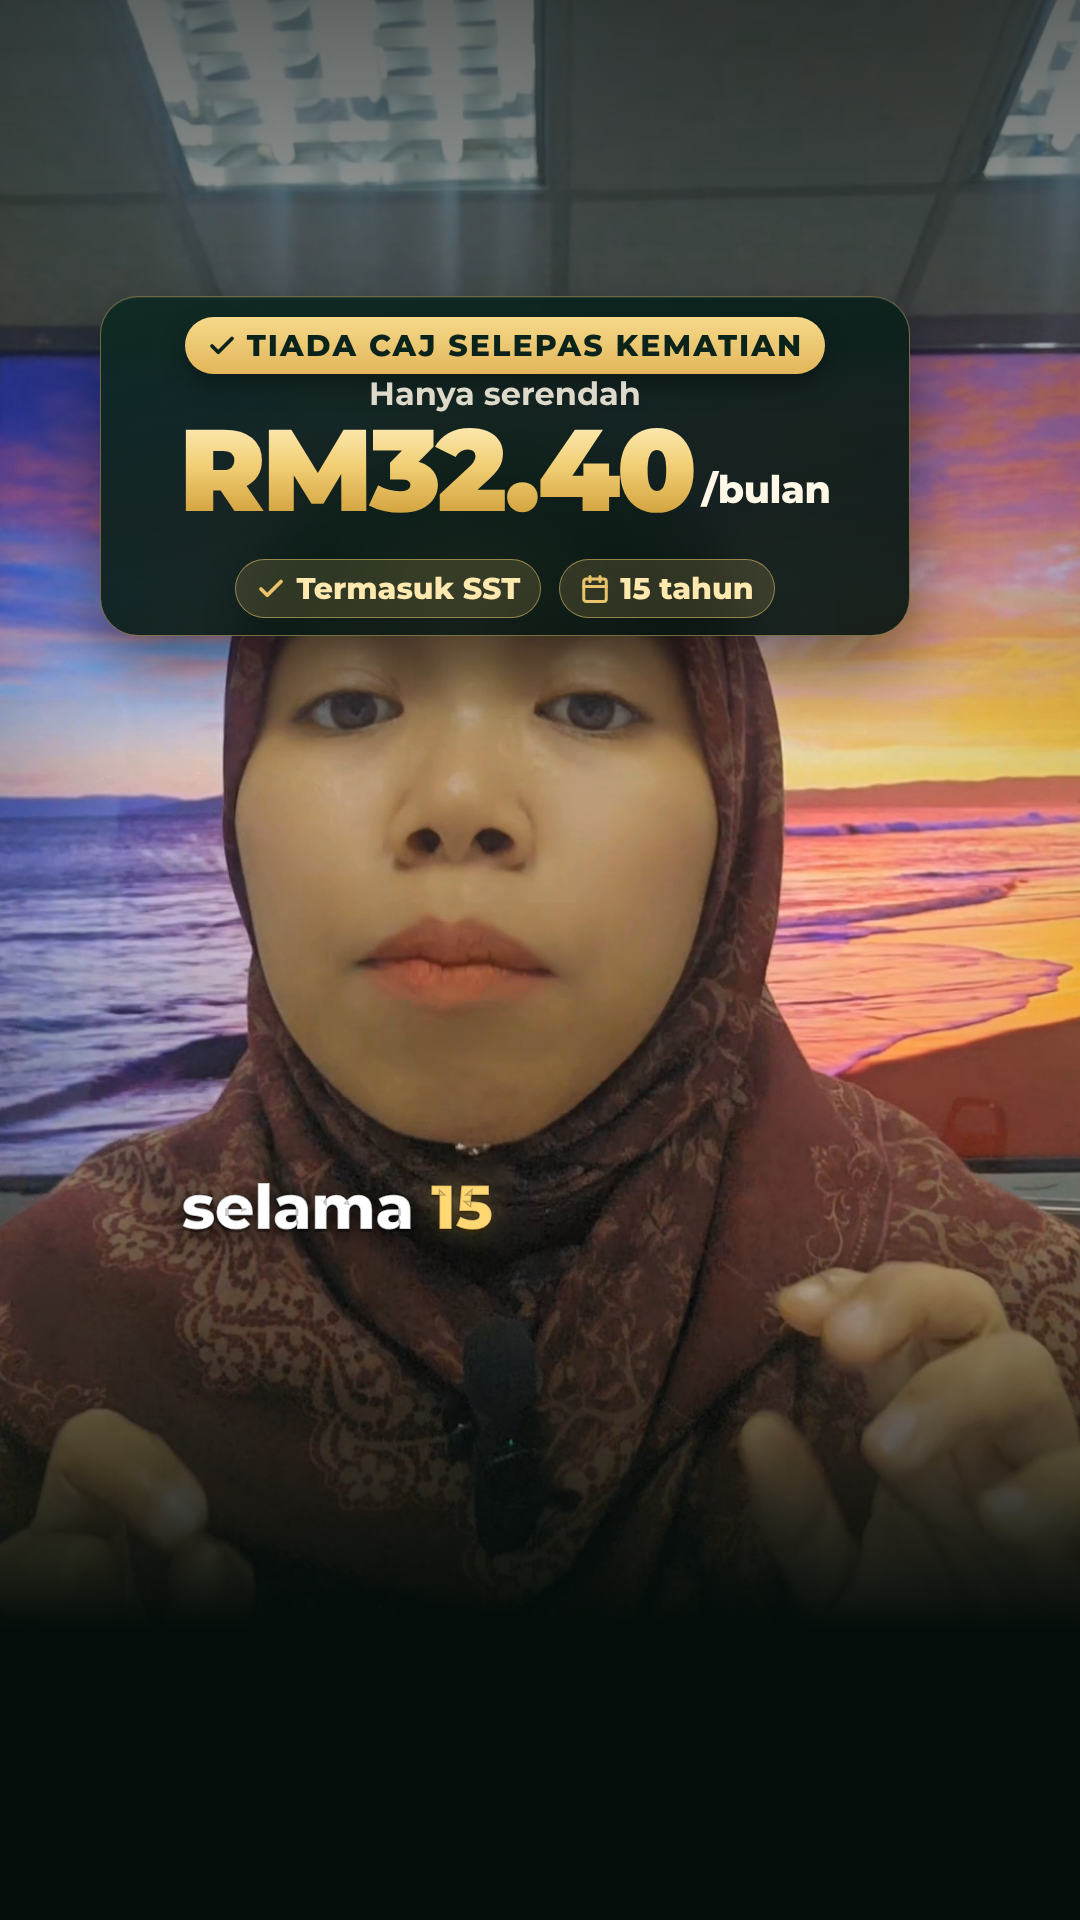 TIADA CAJ SELEPAS KEMATIAN
Hanya serendah
RM32.40/bulan
Termasuk SST
15 tahun
selama 15